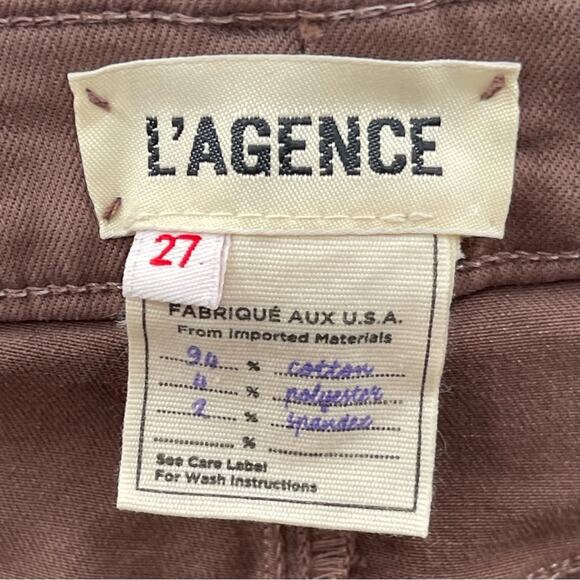 L'AGENCE
27
FABRIQUÉ AUX U.S.A.
From Imported Materials
94 % cotton
4 % polyester
2 % spandex
%
See Care Label
For Wash Instructions